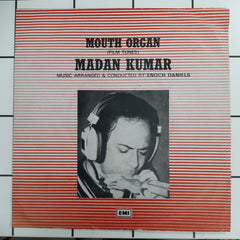 MOUTH ORGAN
(FILM TUNES)
MADAN KUMAR
MUSIC ARRANGED & CONDUCTED BY ENOCH DANIELS
EMI